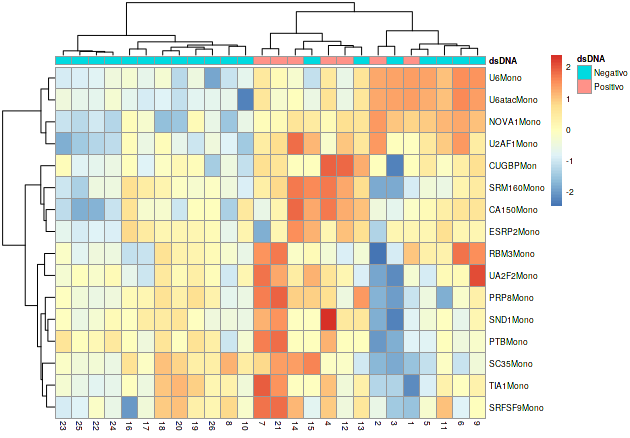 dsDNA
dsDNA
Negativo
Positivo
2
1
0
-1
-2
U6Mono
U6atacMono
NOVA1Mono
U2AF1Mono
CUGBPMon
SRM160Mono
CA150Mono
ESRP2Mono
RBM3Mono
UA2F2Mono
PRP8Mono
SND1Mono
PTBMono
SC35Mono
TIA1Mono
SRFSF9Mono
23 25 22 24 16 17 18 20 19 26 8 10 7 21 14 15 4 12 13 2 3 1 5 11 6 9